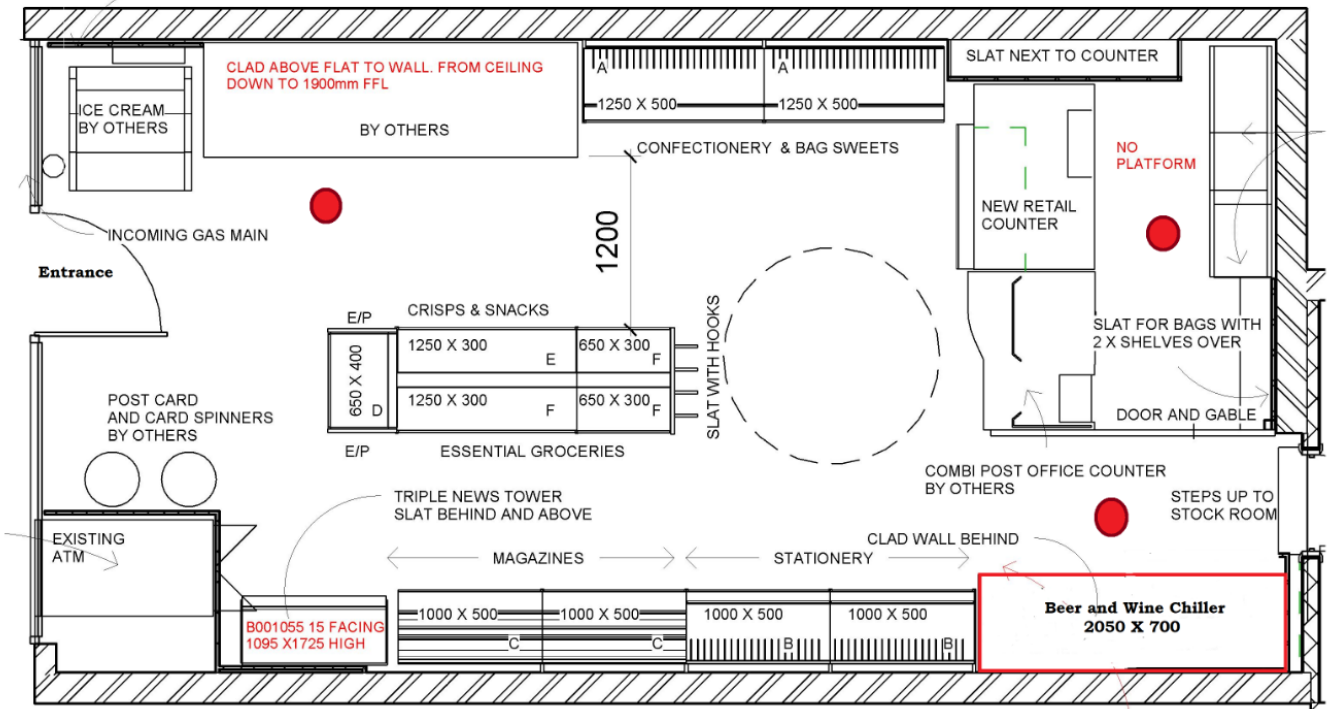 CLAD ABOVE FLAT TO WALL. FROM CEILING
DOWN TO 1900mm FFL
BY OTHERS
ICE CREAM
BY OTHERS
A
A
1250 X 500
1250 X 500
CONFECTIONERY & BAG SWEETS
SLAT NEXT TO COUNTER
NO
PLATFORM
NEW RETAIL
COUNTER
INCOMING GAS MAIN
Entrance
1200
E/P
CRISPS & SNACKS
650 X 400
D
1250 X 300
E
650 X 300
F
1250 X 300
F
650 X 300
F
SLAT WITH HOOKS
E/P
ESSENTIAL GROCERIES
SLAT FOR BAGS WITH
2 X SHELVES OVER
DOOR AND GABLE
POST CARD
AND CARD SPINNERS
BY OTHERS
COMBI POST OFFICE COUNTER
BY OTHERS
STEPS UP TO
STOCK ROOM
TRIPLE NEWS TOWER
SLAT BEHIND AND ABOVE
EXISTING
ATM
MAGAZINES
STATIONERY
CLAD WALL BEHIND
B001055 15 FACING
1095 X1725 HIGH
1000 X 500
C
1000 X 500
C
1000 X 500
B
1000 X 500
B
Beer and Wine Chiller
2050 X 700